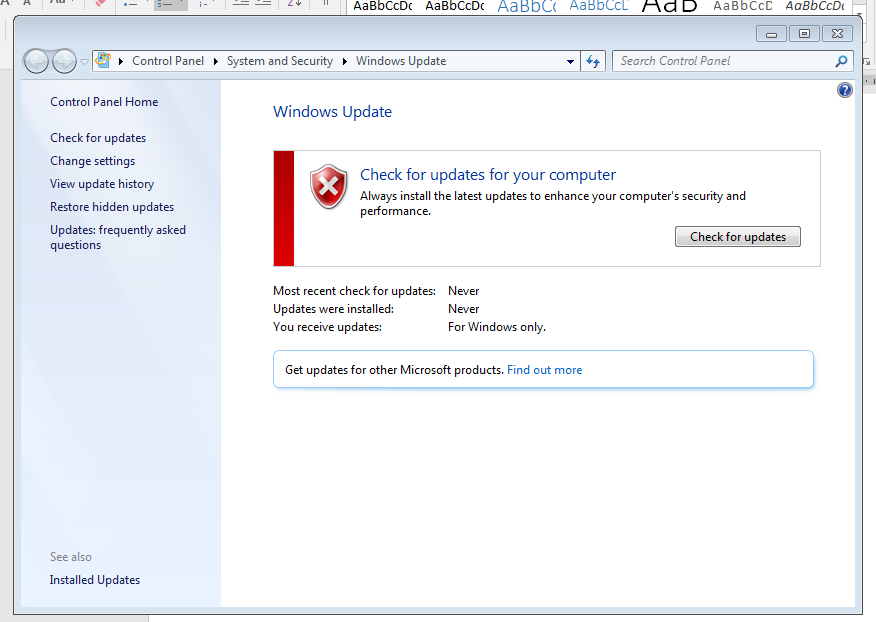 AaBbCcDc AaBbCcDc AaBbCc AaBbCcL AaB AaBbCcD AaBbCcDc
Control Panel System and Security Windows Update
Search Control Panel
Control Panel Home
Check for updates
Change settings
View update history
Restore hidden updates
Updates: frequently asked
questions
See also
Installed Updates
Windows Update
Check for updates for your computer
Always install the latest updates to enhance your computer's security and
performance.
Check for updates
Most recent check for updates: Never
Updates were installed: Never
You receive updates: For Windows only.
Get updates for other Microsoft products. Find out more